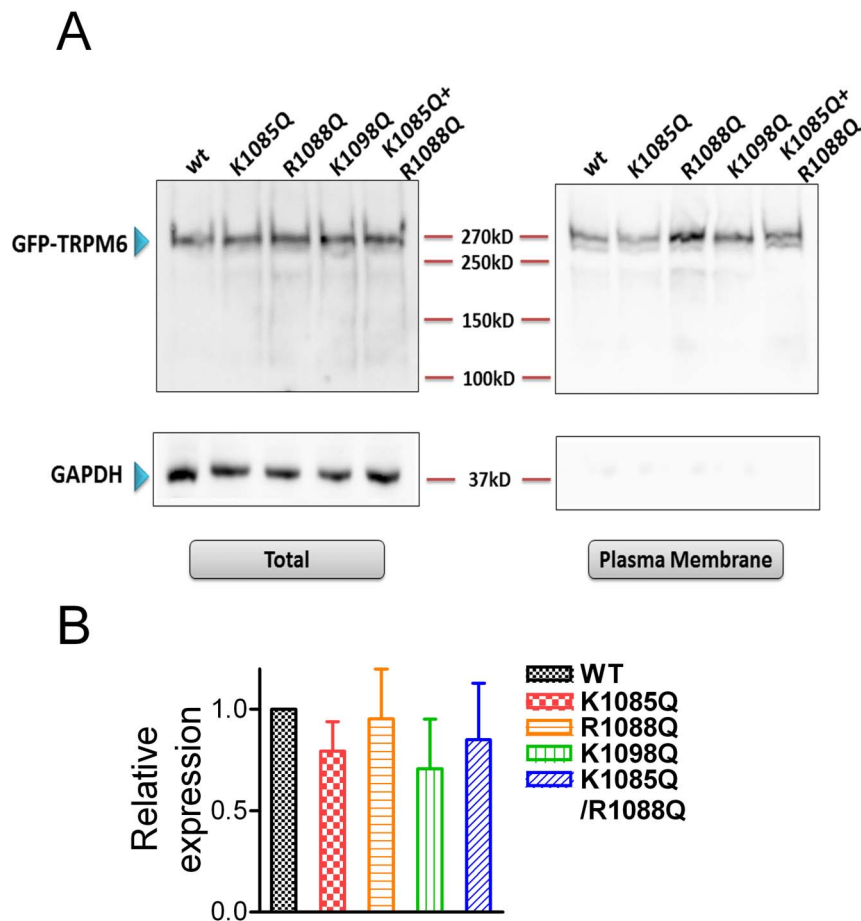 A
wt K1085Q R1088Q K1098Q K1085Q+
R1088Q
wt K1085Q R1088Q K1098Q K1085Q+
R1088Q
GFP-TRPM6
270kD
250kD
150kD
100kD
GAPDH
37kD
Total
Plasma Membrane
B
Relative
expression
1.0
0.5
0.0
WT
K1085Q
R1088Q
K1098Q
K1085Q
/R1088Q